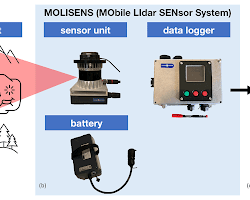 MOLISENS (MObile LIdar SENsor System)
sensor unit
data logger
battery
(b)